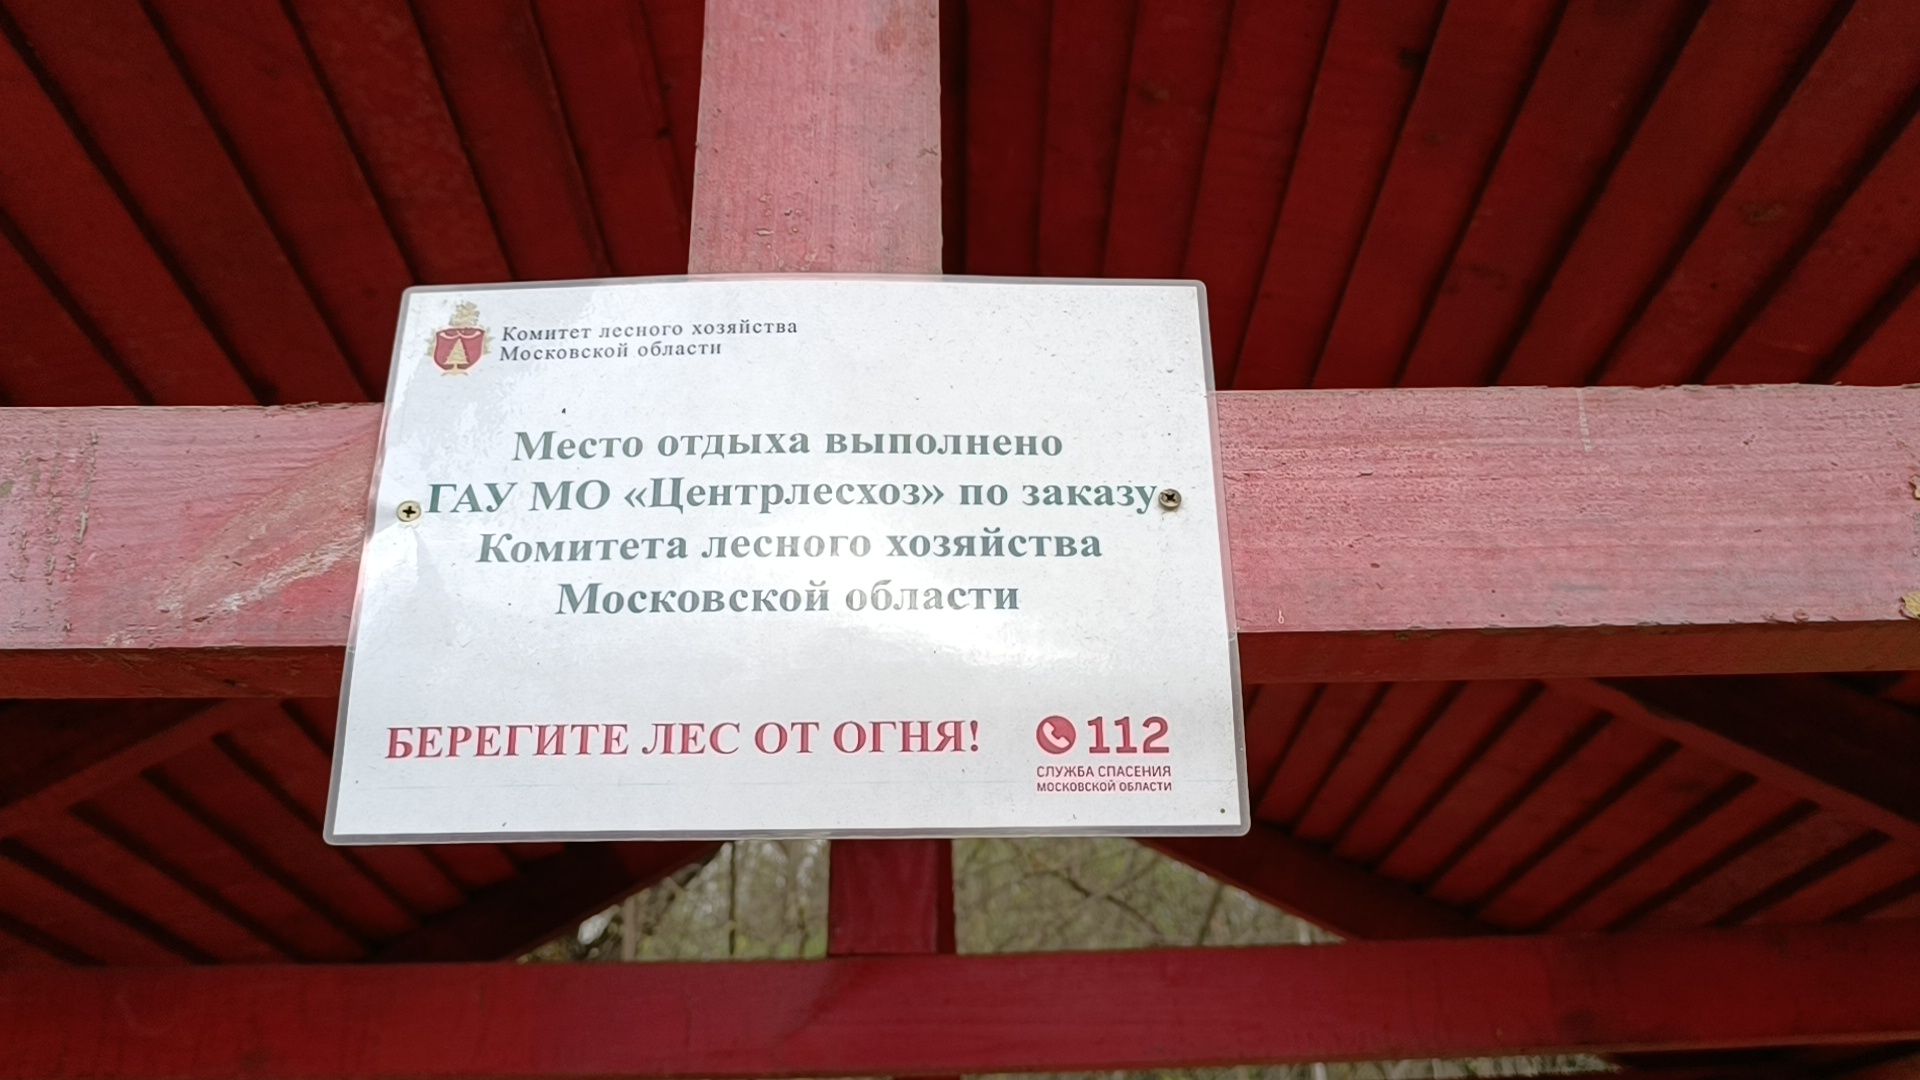 Комитет лесного хозяйства
Московской области
Место отдыха выполнено
ГАУ МО «Центрлесхоз» по заказу
Комитета лесного хозяйства
Московской области
БЕРЕГИТЕ ЛЕС ОТ ОГНЯ!
112
СЛУЖБА СПАСЕНИЯ
МОСКОВСКОЙ ОБЛАСТИ